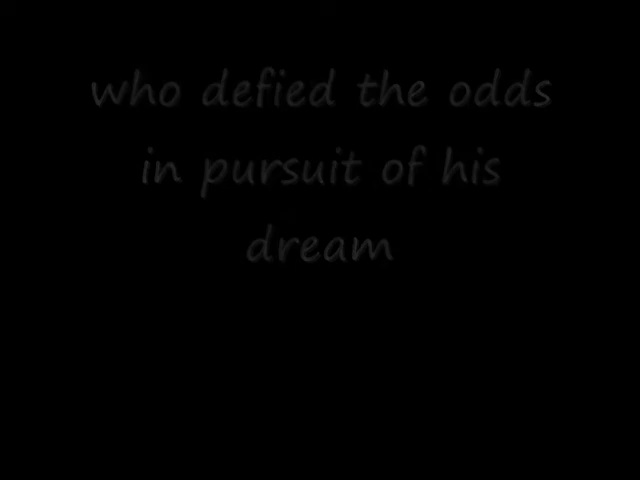 who defied the odds
in pursuit of his
dream